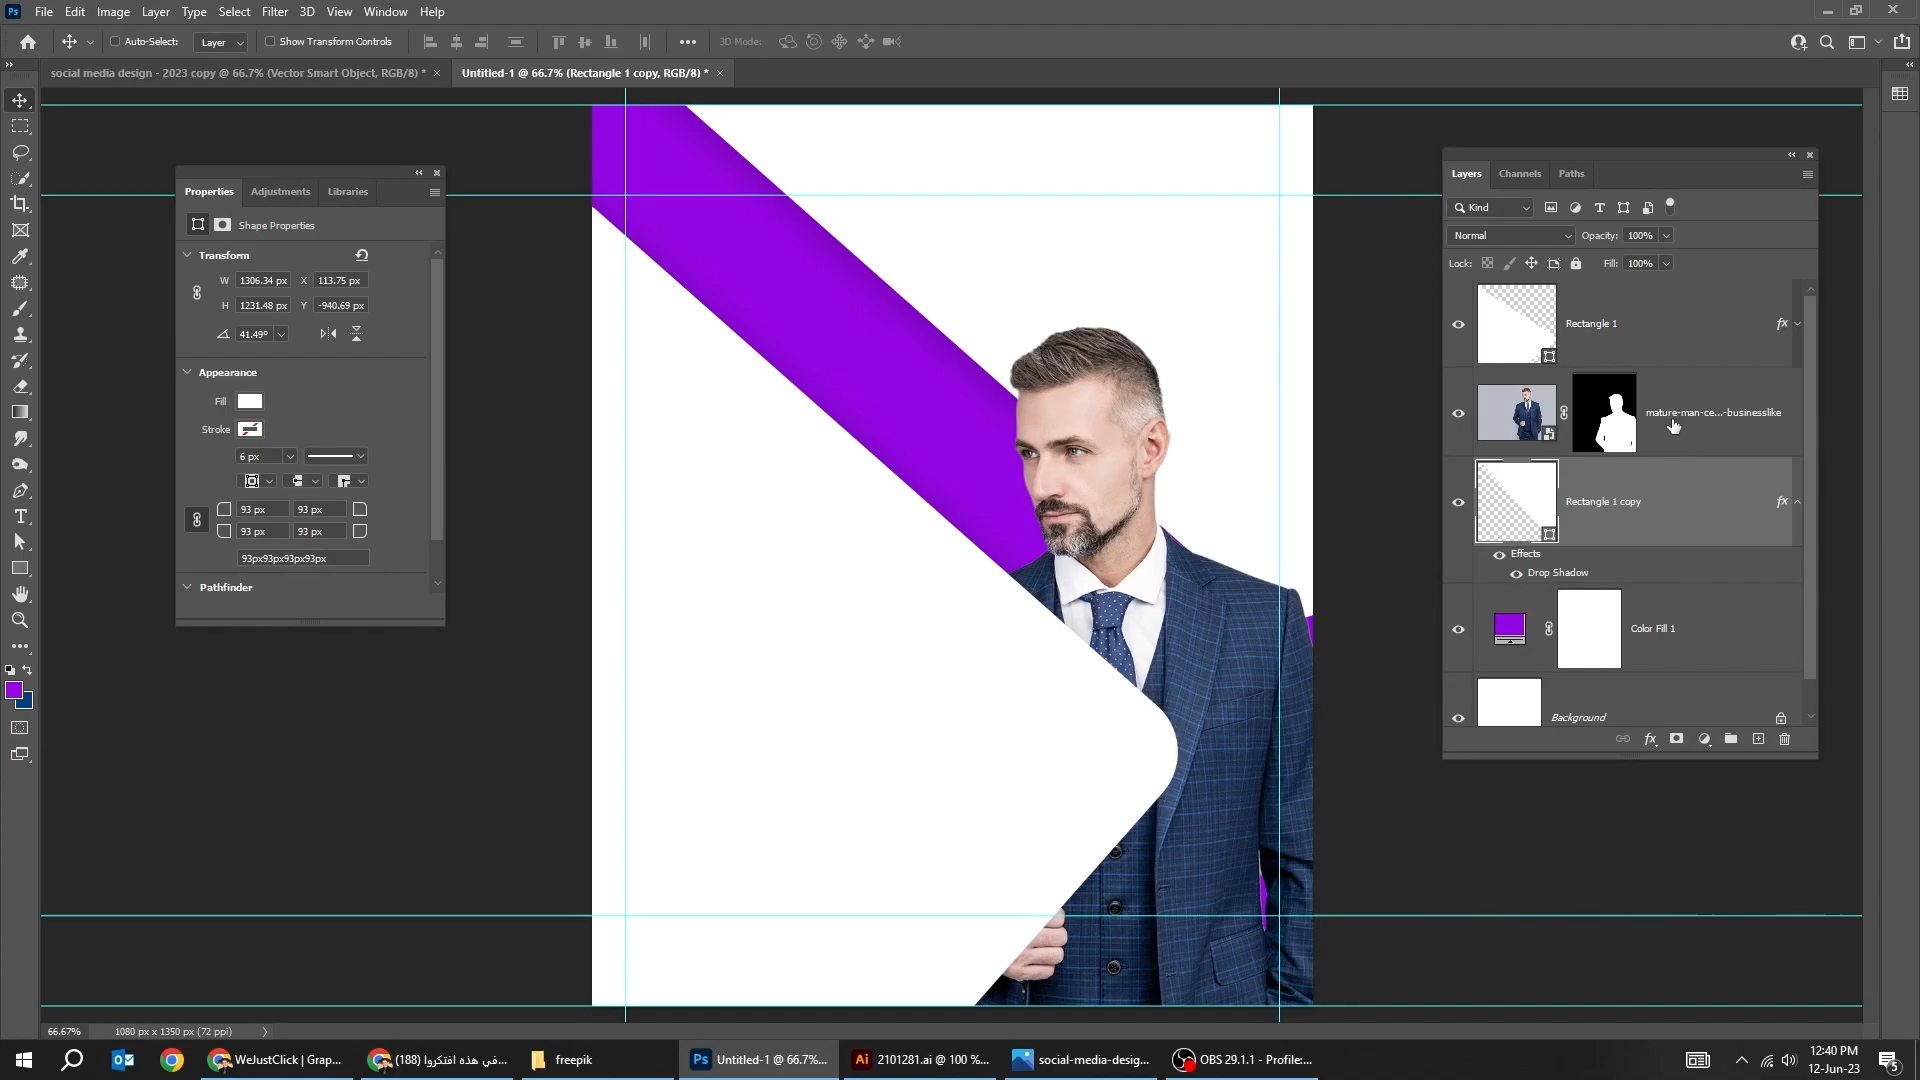 Ps File Edit Image Layer Type Select Filter 3D View Window Help
Auto-Select: Layer Show Transform Controls 3D Mode:
social media design - 2023 copy @ 66.7% (Vector Smart Object, RGB/8) * × Untitled-1 @ 66.7% (Rectangle 1 copy, RGB/8) * ×
Properties Adjustments Libraries
Shape Properties
Transform
W 1306.34 px X 113.75 px
H 1231.48 px Y -940.69 px
41.49°
Appearance
Fill
Stroke
6 px
93 px 93 px
93 px 93 px
93px93px93px93px
Pathfinder
Layers Channels Paths
Kind
Normal Opacity: 100%
Lock: Fill: 100%
Rectangle 1 fx
mature-man-ce...-businesslike
Rectangle 1 copy fx
Effects
Drop Shadow
Color Fill 1
Background
fx
66.67% 1080 px x 1350 px (72 ppi)
WeJustClick | Grap...
(188) في هذه افتكروا...
freepik
Ps Untitled-1 @ 66.7%...
Ai 2101281.ai @ 100 %...
social-media-desig...
OBS 29.1.1 - Profile:...
12:40 PM
12-Jun-23
5